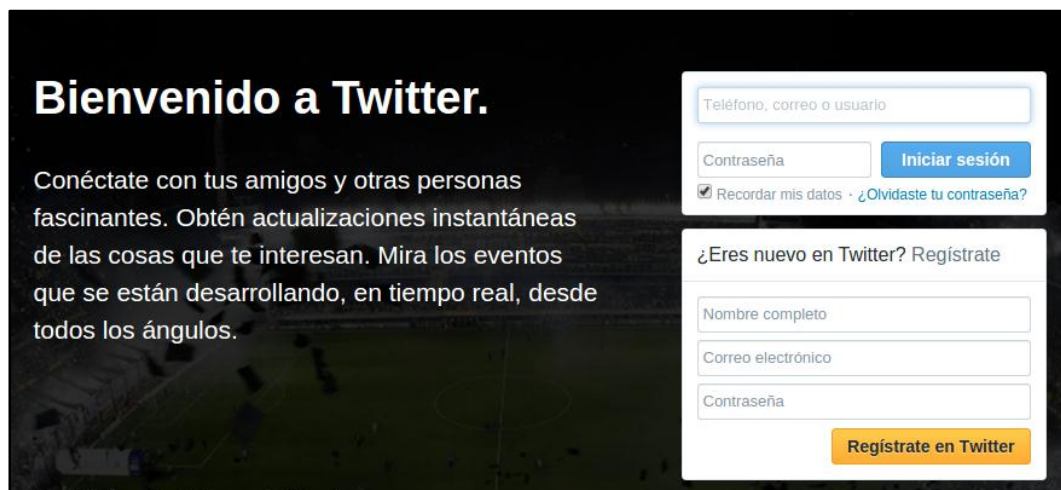 Bienvenido a Twitter.
Conéctate con tus amigos y otras personas
fascinantes. Obtén actualizaciones instantáneas
de las cosas que te interesan. Mira los eventos
que se están desarrollando, en tiempo real, desde
todos los ángulos.
Teléfono, correo o usuario
Contraseña
Iniciar sesión
Recordar mis datos · ¿Olvidaste tu contraseña?
¿Eres nuevo en Twitter? Regístrate
Nombre completo
Correo electrónico
Contraseña
Regístrate en Twitter